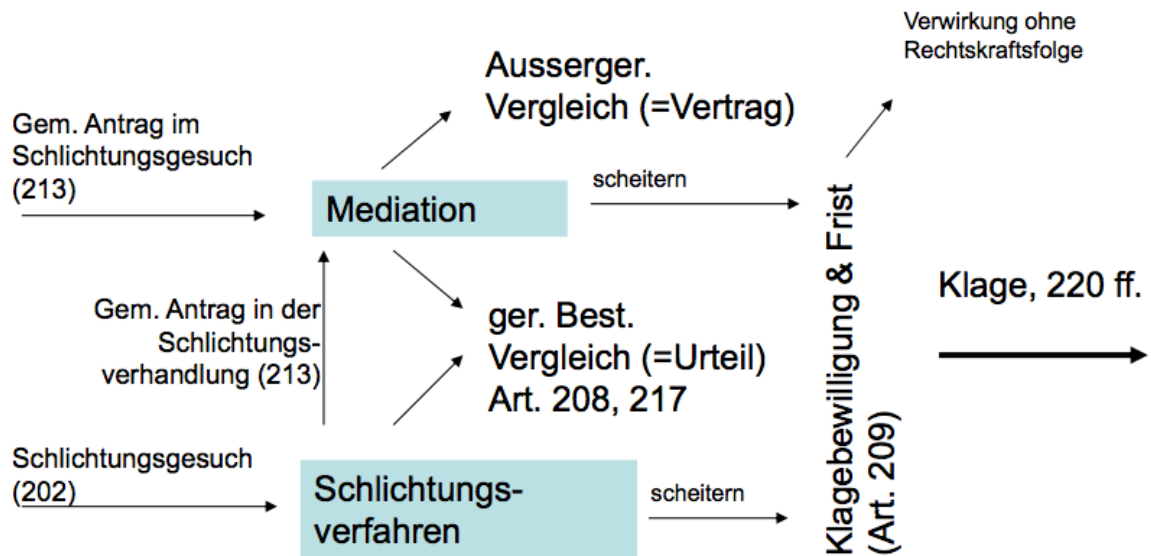 Verwirkung ohne
Rechtskraftsfolge
Ausserger.
Vergleich (=Vertrag)
Gem. Antrag im
Schlichtungsgesuch
(213)
Mediation
scheitern
Gem. Antrag in der
Schlichtungs-
verhandlung (213)
ger. Best.
Vergleich (=Urteil)
Art. 208, 217
Schlichtungsgesuch
(202)
Schlichtungs-
verfahren
scheitern
Klagebewilligung & Frist
(Art. 209)
Klage, 220 ff.